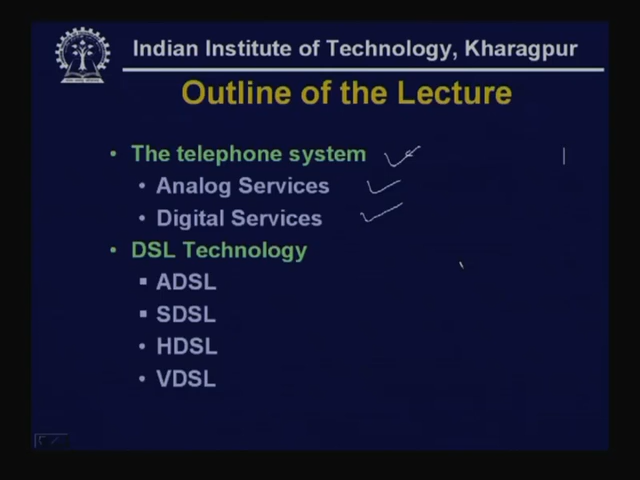 Indian Institute of Technology, Kharagpur
Outline of the Lecture
• The telephone system
• Analog Services
• Digital Services
• DSL Technology
▪ ADSL
▪ SDSL
• HDSL
• VDSL